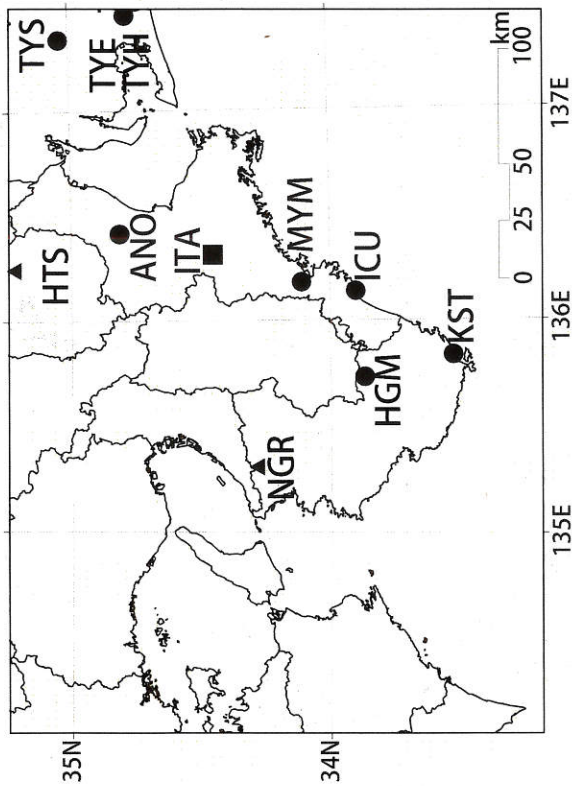 TYS
TYE
TYH
HTS
ANO
ITA
MYM
ICU
NGR
HGM
KST
35N
34N
135E
136E
137E
0 25 50 100
km